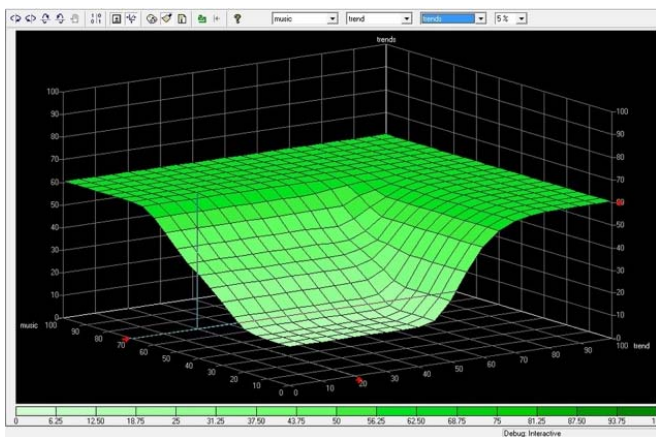 music trend trends 5 %
trends
100 90 80 70 60 50 40 30 20 10 0
100 90 80 70 60 50 40 30 20 10 0
music 100 90 80 70 60 50 40 30 20 10 0
0 10 20 30 40 50 60 70 80 90 100 trend
0 6.25 12.50 18.75 25 31.25 37.50 43.75 50 56.25 62.50 68.75 75 81.25 87.50 93.75
Debug: Interactive